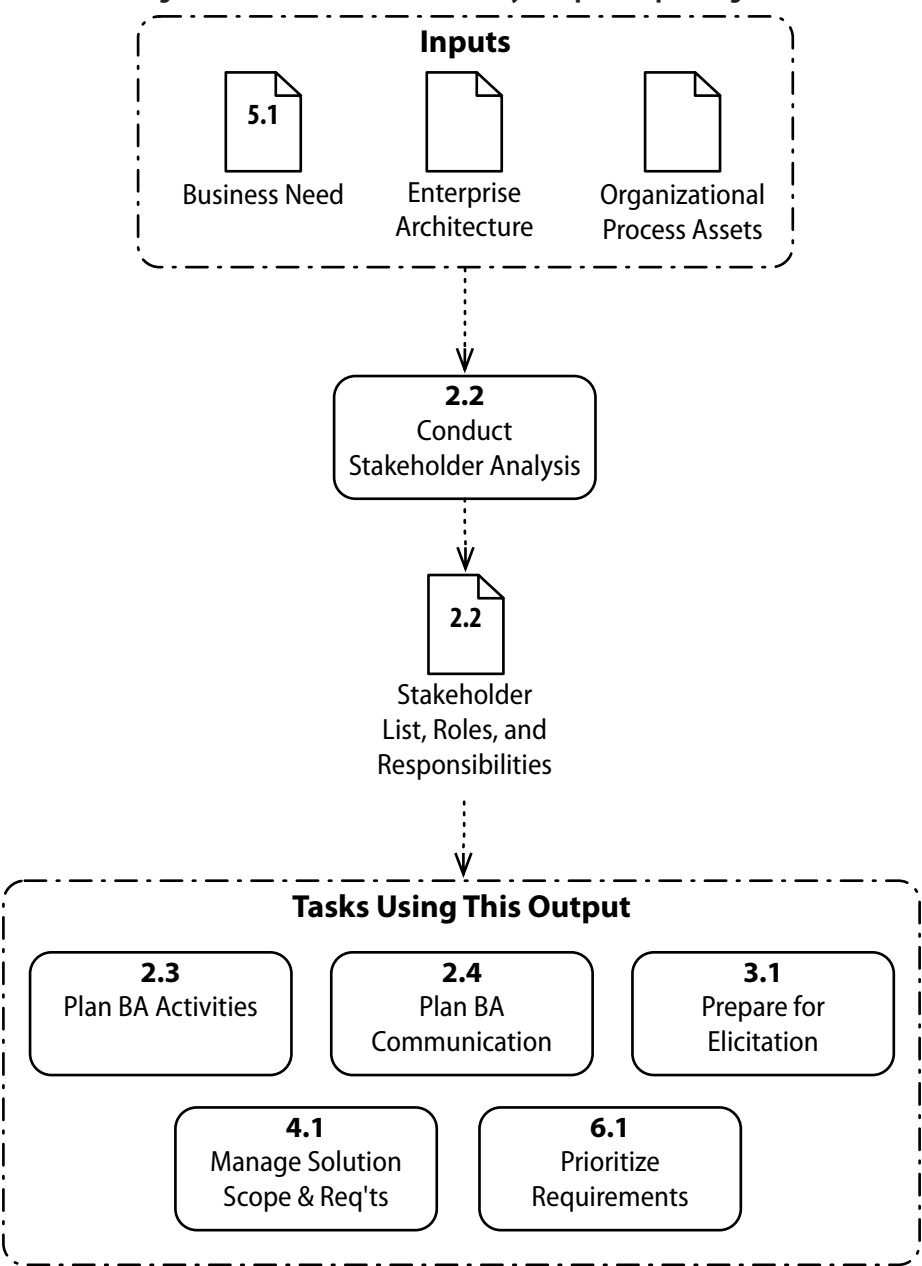 Inputs
5.1
Business Need
Enterprise
Architecture
Organizational
Process Assets
2.2
Conduct
Stakeholder Analysis
2.2
Stakeholder
List, Roles, and
Responsibilities
Tasks Using This Output
2.3
Plan BA Activities
2.4
Plan BA
Communication
3.1
Prepare for
Elicitation
4.1
Manage Solution
Scope & Req'ts
6.1
Prioritize
Requirements